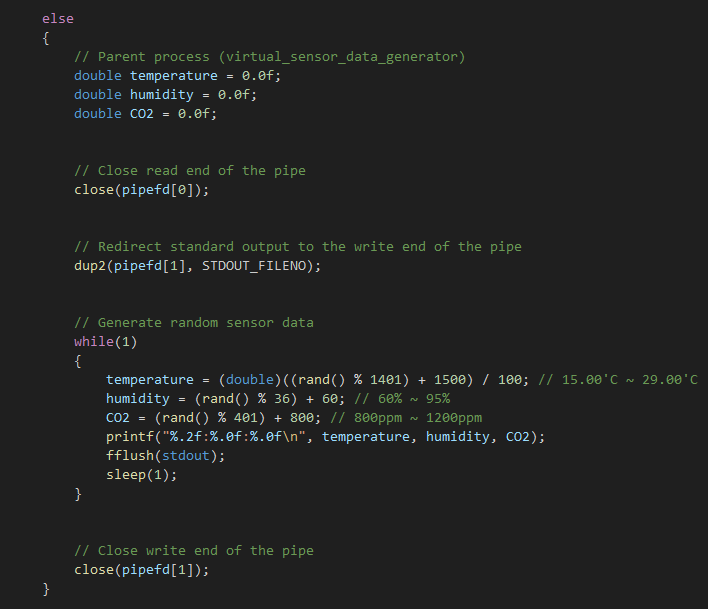 else
{
// Parent process (virtual_sensor_data_generator)
double temperature = 0.0f;
double humidity = 0.0f;
double CO2 = 0.0f;
// Close read end of the pipe
close(pipefd[0]);
// Redirect standard output to the write end of the pipe
dup2(pipefd[1], STDOUT_FILENO);
// Generate random sensor data
while(1)
{
temperature = (double)((rand() % 1401) + 1500) / 100; // 15.00'C ~ 29.00'C
humidity = (rand() % 36) + 60; // 60% ~ 95%
CO2 = (rand() % 401) + 800; // 800ppm ~ 1200ppm
printf("%.2f:%.0f:%.0f\n", temperature, humidity, CO2);
fflush(stdout);
sleep(1);
}
// Close write end of the pipe
close(pipefd[1]);
}